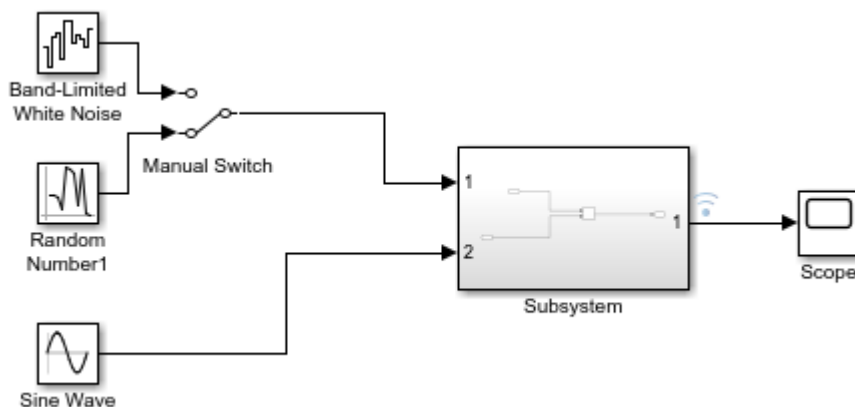 Band-Limited
White Noise
Manual Switch
Random
Number1
1
2
1
Subsystem
Scope
Sine Wave